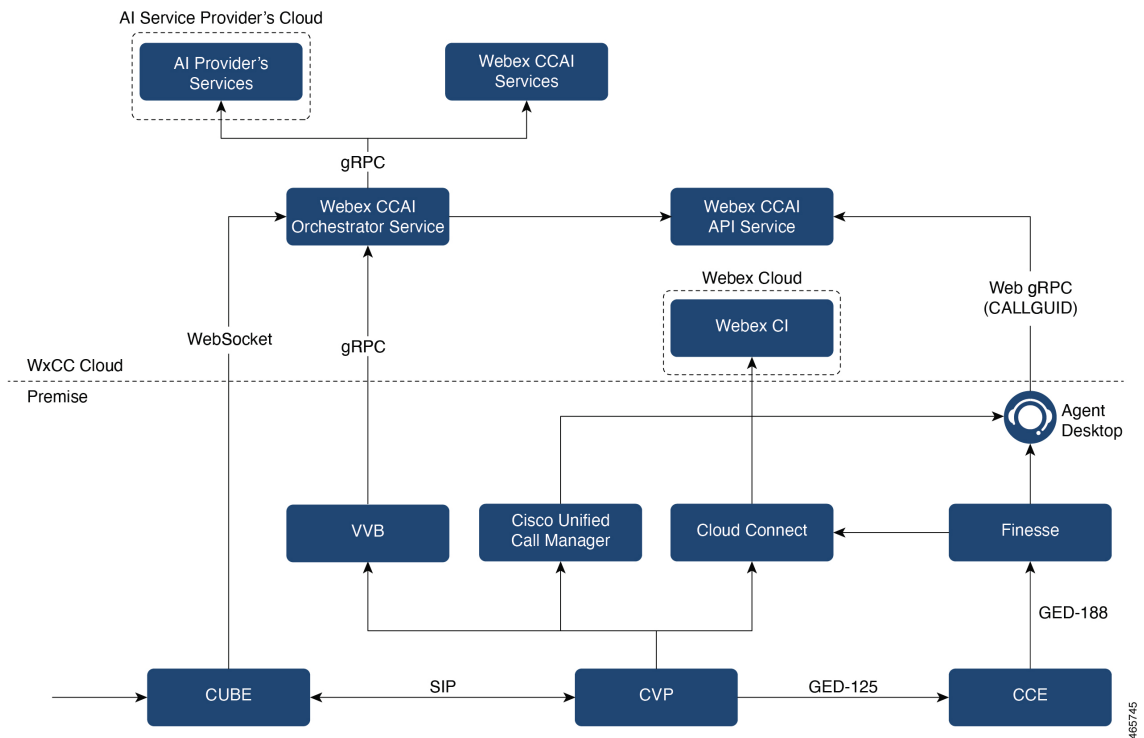 AI Service Provider's Cloud
AI Provider's
Services
Webex CCAI
Services
gRPC
Webex CCAI
Orchestrator Service
Webex CCAI
API Service
Webex Cloud
Webex CI
Web gRPC
(CALLGUID)
WebSocket
gRPC
WxCC Cloud
Premise
Agent
Desktop
VVB
Cisco Unified
Call Manager
Cloud Connect
Finesse
GED-188
CUBE
SIP
CVP
GED-125
CCE
465745